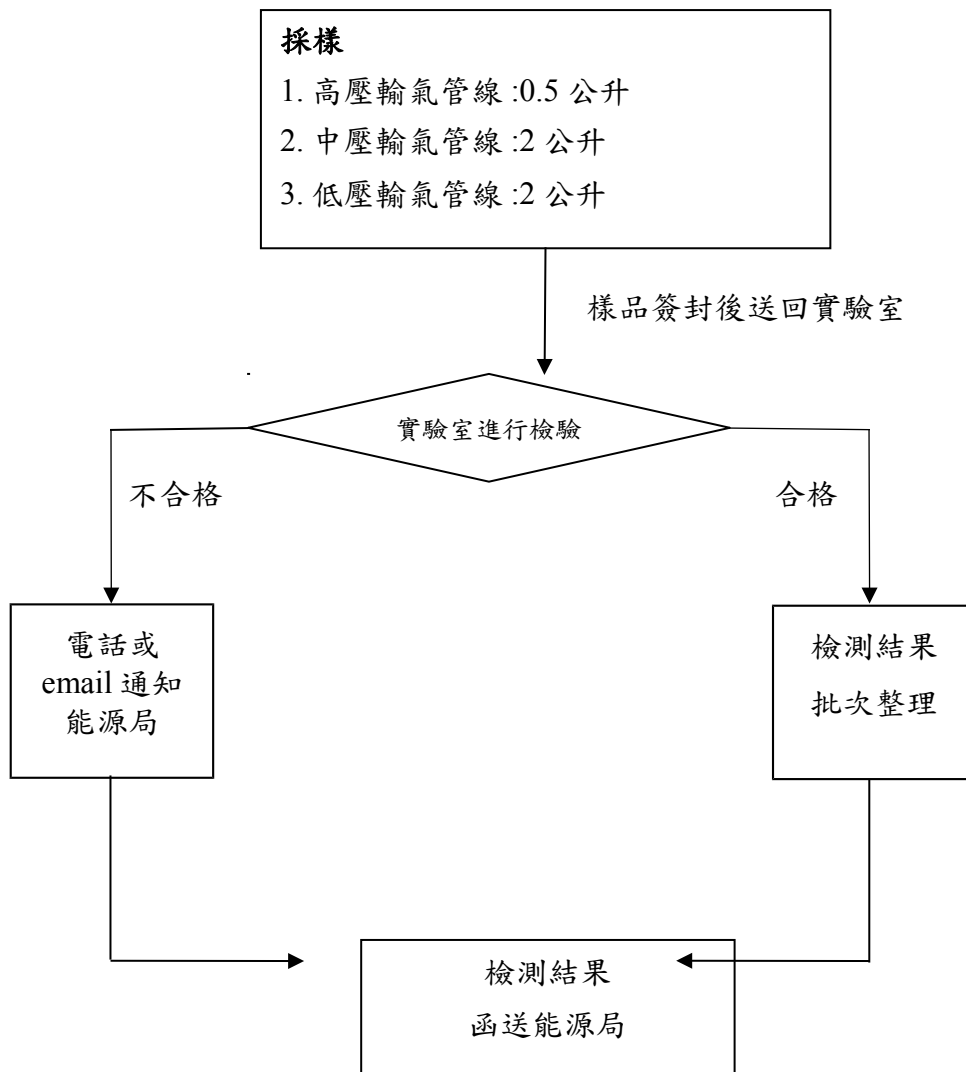 採樣
1. 高壓輸氣管線 :0.5 公升
2. 中壓輸氣管線 :2 公升
3. 低壓輸氣管線 :2 公升
樣品簽封後送回實驗室
實驗室進行檢驗
不合格
合格
電話或
email 通知
能源局
檢測結果
批次整理
檢測結果
函送能源局